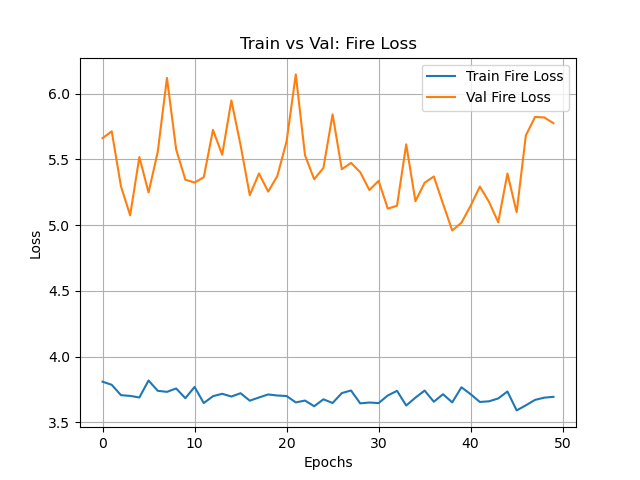 Train vs Val: Fire Loss
Train Fire Loss
Val Fire Loss
6.0
5.5
5.0
4.5
4.0
3.5
Loss
0 10 20 30 40 50
Epochs